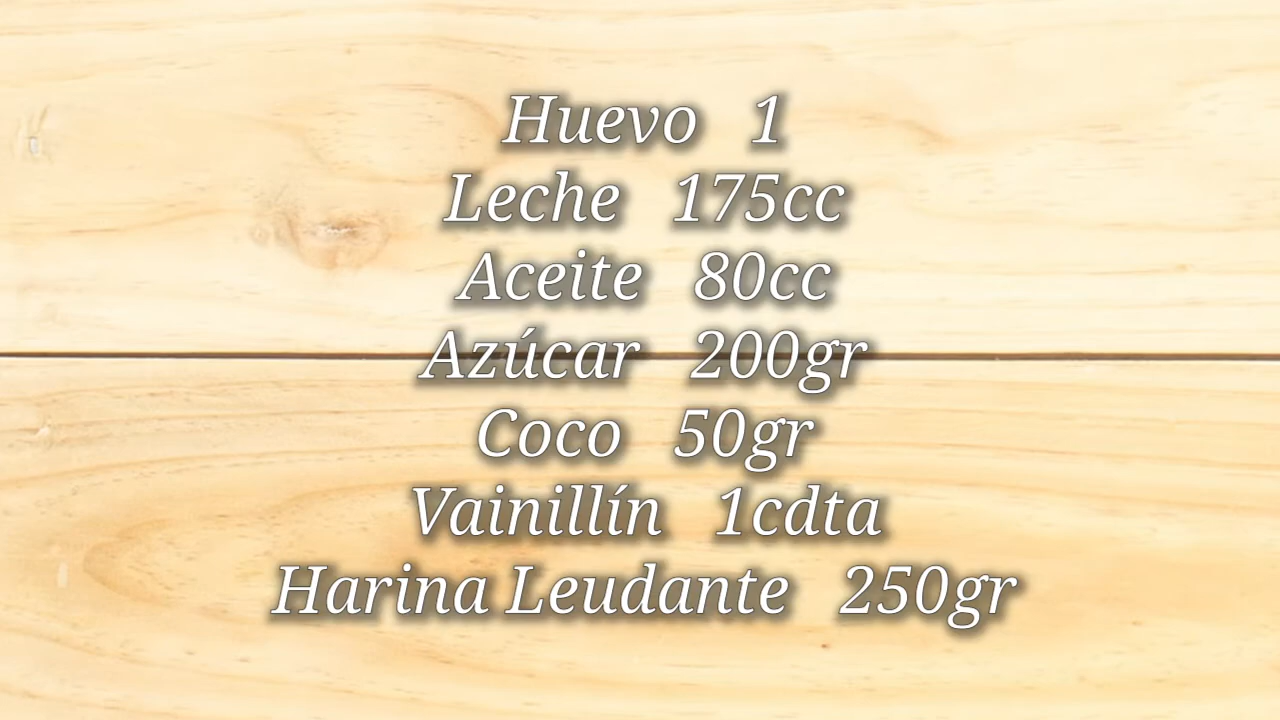 Huevo 1
Leche 175cc
Aceite 80cc
Azúcar 200gr
Coco 50gr
Vainillín 1cdta
Harina Leudante 250gr